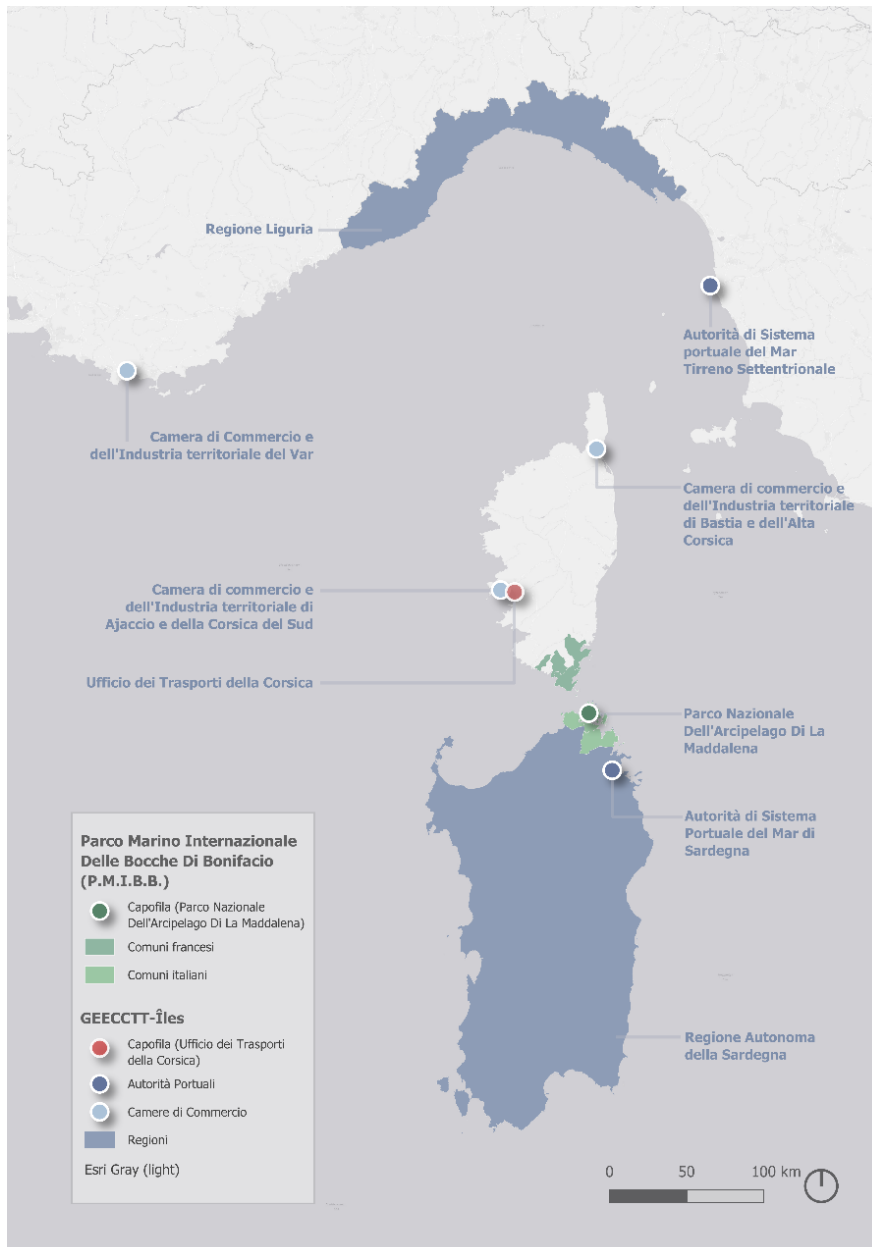 Regione Liguria
Autorità di Sistema
portuale del Mar
Tirreno Settentrionale
Camera di Commercio e
dell'Industria territoriale del Var
Camera di commercio e
dell'Industria territoriale
di Bastia e dell'Alta
Corsica
Camera di commercio e
dell'Industria territoriale di
Ajaccio e della Corsica del Sud
Ufficio dei Trasporti della Corsica
Parco Nazionale
Dell'Arcipelago Di La
Maddalena
Autorità di Sistema
Portuale del Mar di
Sardegna
Regione Autonoma
della Sardegna
Parco Marino Internazionale
Delle Bocche Di Bonifacio
(P.M.I.B.B.)
Capofila (Parco Nazionale
Dell'Arcipelago Di La Maddalena)
Comuni francesi
Comuni italiani
GEECCTT-Îles
Capofila (Ufficio dei Trasporti
della Corsica)
Autorità Portuali
Camere di Commercio
Regioni
Esri Gray (light)
0 50 100 km